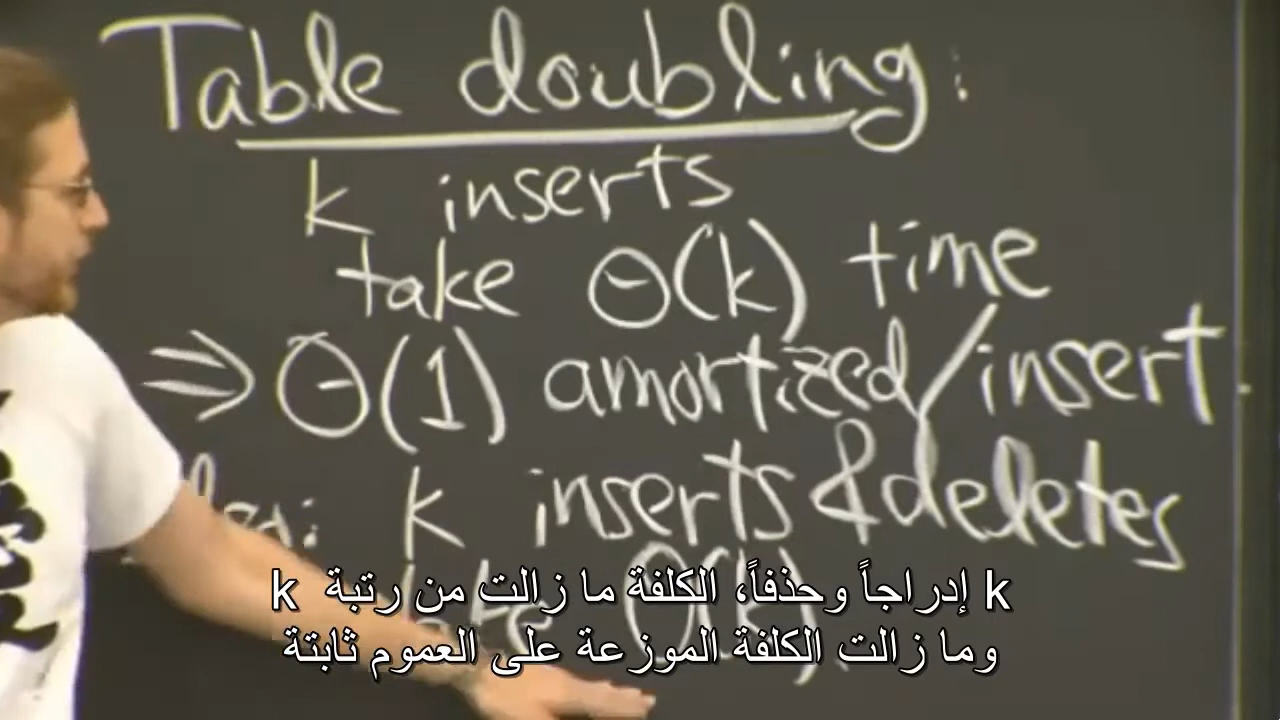 Table doubling:
k inserts
take Θ(k) time
⇒ Θ(1) amortized/insert
k inserts & deletes
k إدراجاً وحذفاً، الكلفة ما زالت من رتبة k
وما زالت الكلفة الموزعة على العموم ثابتة